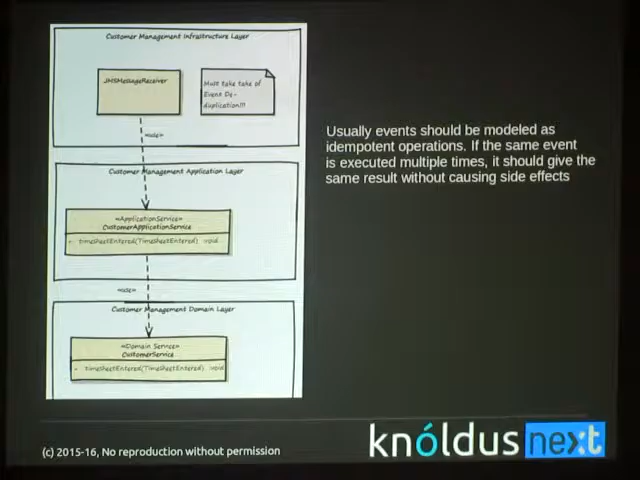 Customer Management Infrastructure Layer
JMSMessageReceiver
Must take take of
Event De-
duplication!!!
«use»
Customer Management Application Layer
«ApplicationService»
CustomerApplicationService
+ timeSheetEntered(TimeSheetEntered) void
«use»
Customer Management Domain Layer
«Domain Service»
CustomerService
+ timeSheetEntered(TimeSheetEntered) void
Usually events should be modeled as
idempotent operations. If the same event
is executed multiple times, it should give the
same result without causing side effects
(c) 2015-16, No reproduction without permission
knóldus next